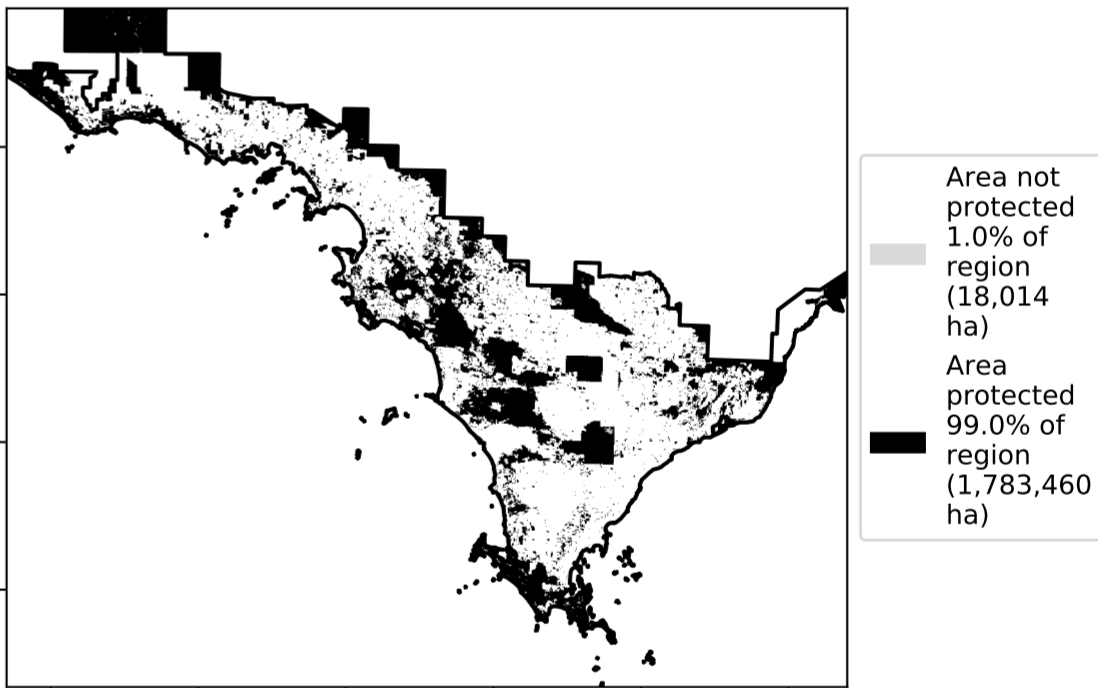 Area not
protected
1.0% of
region
(18,014
ha)
Area
protected
99.0% of
region
(1,783,460
ha)